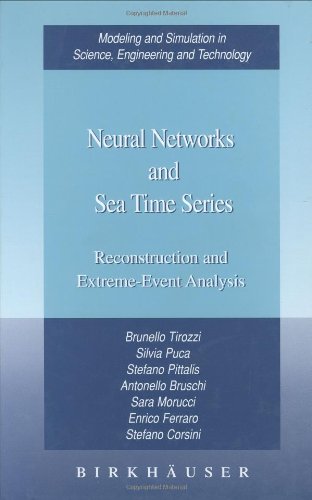 Modeling and Simulation in
Science, Engineering and Technology
Neural Networks
and
Sea Time Series
Reconstruction and
Extreme-Event Analysis
Brunello Tirozzi
Silvia Puca
Stefano Pittalis
Antonello Bruschi
Sara Morucci
Enrico Ferraro
Stefano Corsini
BIRKHÄUSER